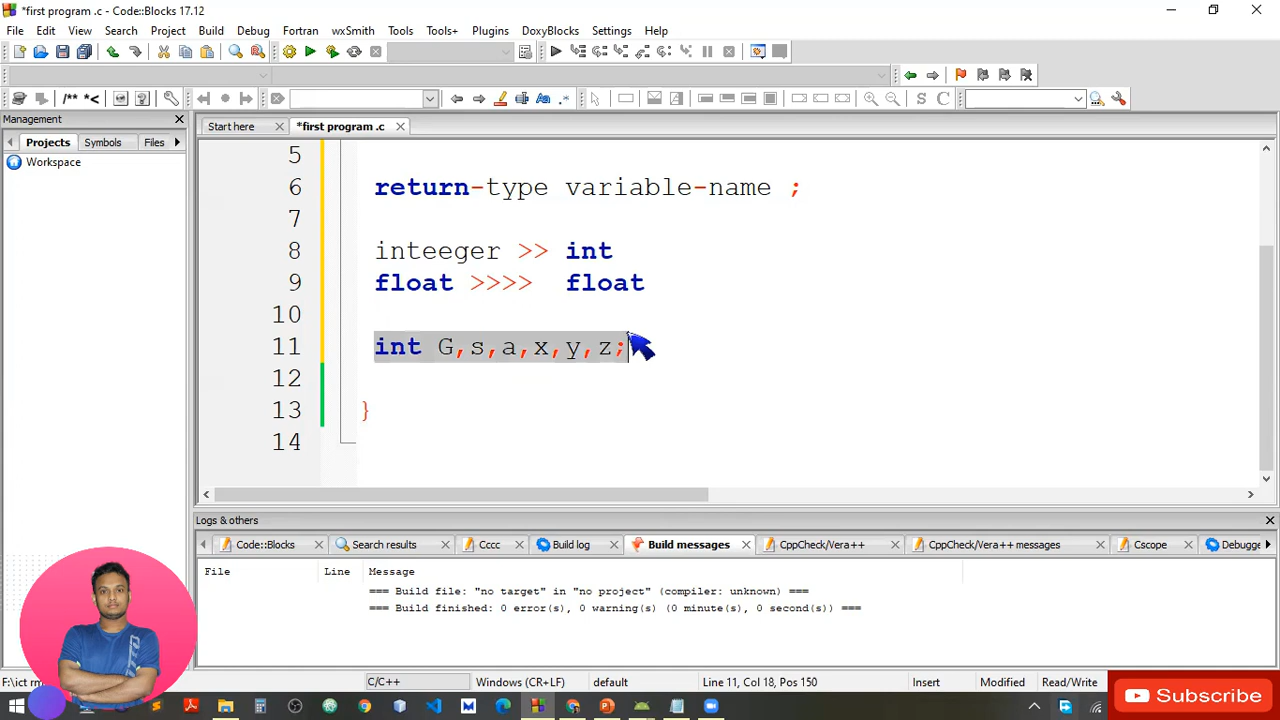 *first program .c - Code::Blocks 17.12
File Edit View Search Project Build Debug Fortran wxSmith Tools Tools+ Plugins DoxyBlocks Settings Help
/** *<
S C
Management
Projects Symbols Files
Workspace
Start here *first program .c
5
6 return-type variable-name ;
7
8 inteeger >> int
9 float >>>> float
10
11 int G,s,a,x,y,z;
12
13 }
14
Logs & others
Code::Blocks Search results Cccc Build log Build messages CppCheck/Vera++ CppCheck/Vera++ messages Cscope Debugge
File Line Message
=== Build file: "no target" in "no project" (compiler: unknown) ===
=== Build finished: 0 error(s), 0 warning(s) (0 minute(s), 0 second(s)) ===
F:\ict rm C/C++ Windows (CR+LF) default Line 11, Col 18, Pos 150 Insert Modified Read/Write
Subscribe